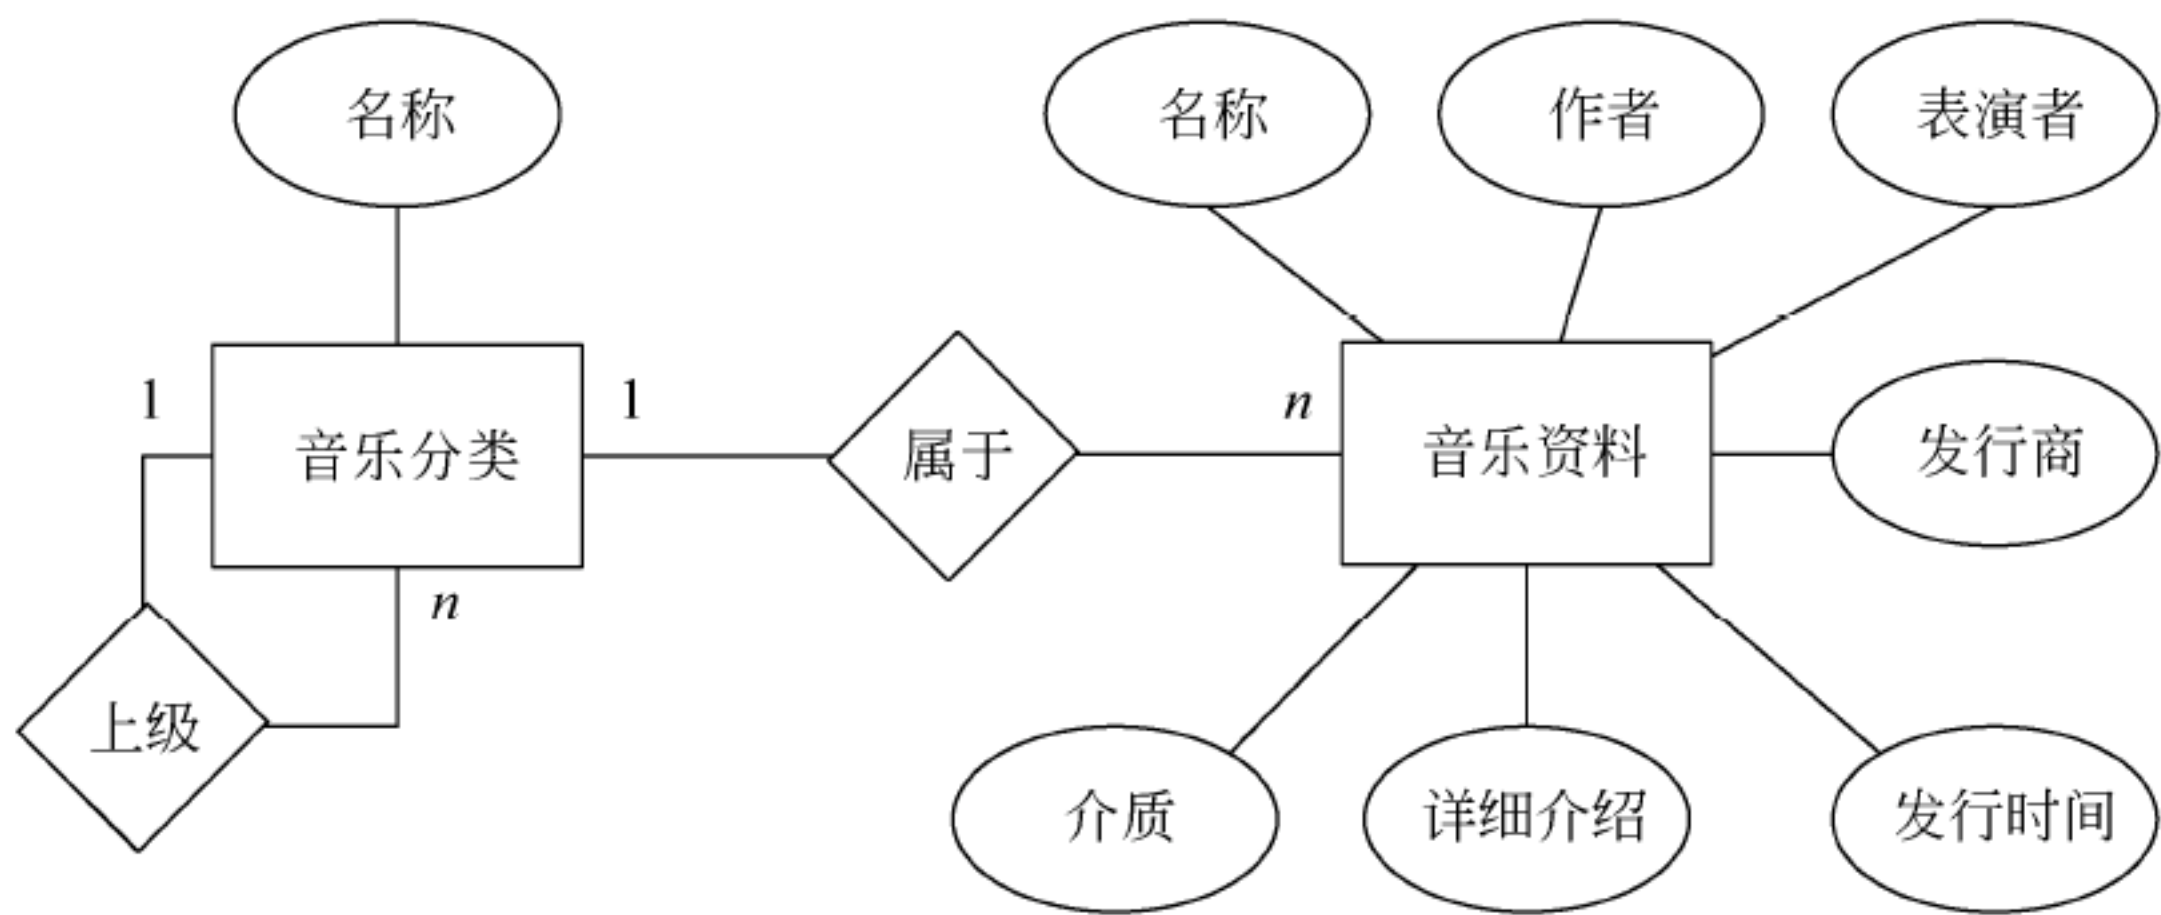 名称
名称
作者
表演者
1
1
n
音乐分类
属于
音乐资料
发行商
n
上级
介质
详细介绍
发行时间